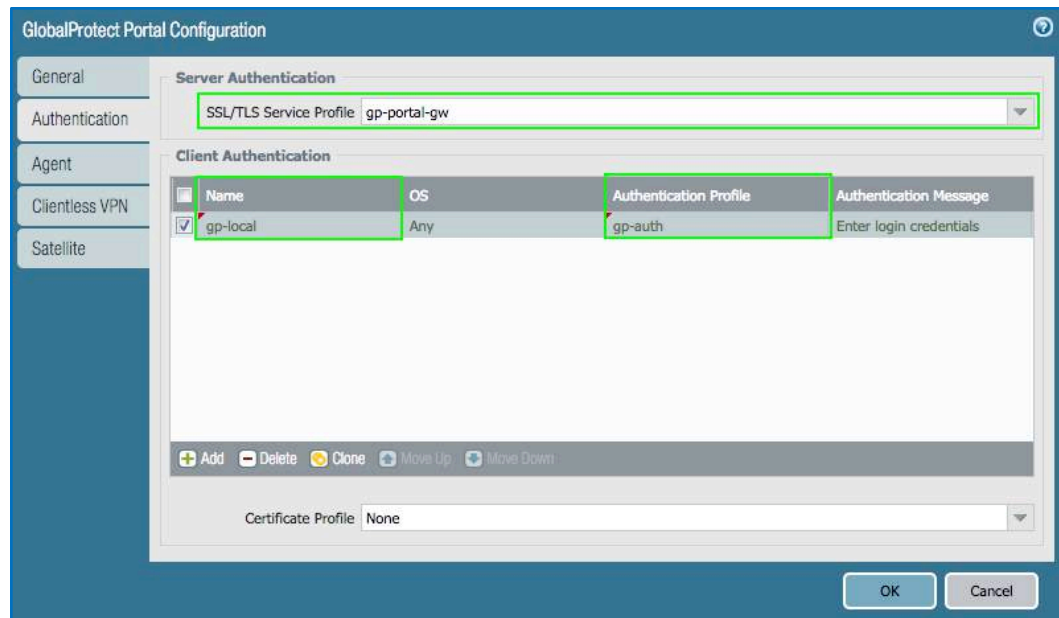 GlobalProtect Portal Configuration
General
Authentication
Agent
Clientless VPN
Satellite
Server Authentication
SSL/TLS Service Profile gp-portal-gw
Client Authentication
Name OS Authentication Profile Authentication Message
gp-local Any gp-auth Enter login credentials
Add Delete Clone Move Up Move Down
Certificate Profile None
OK Cancel